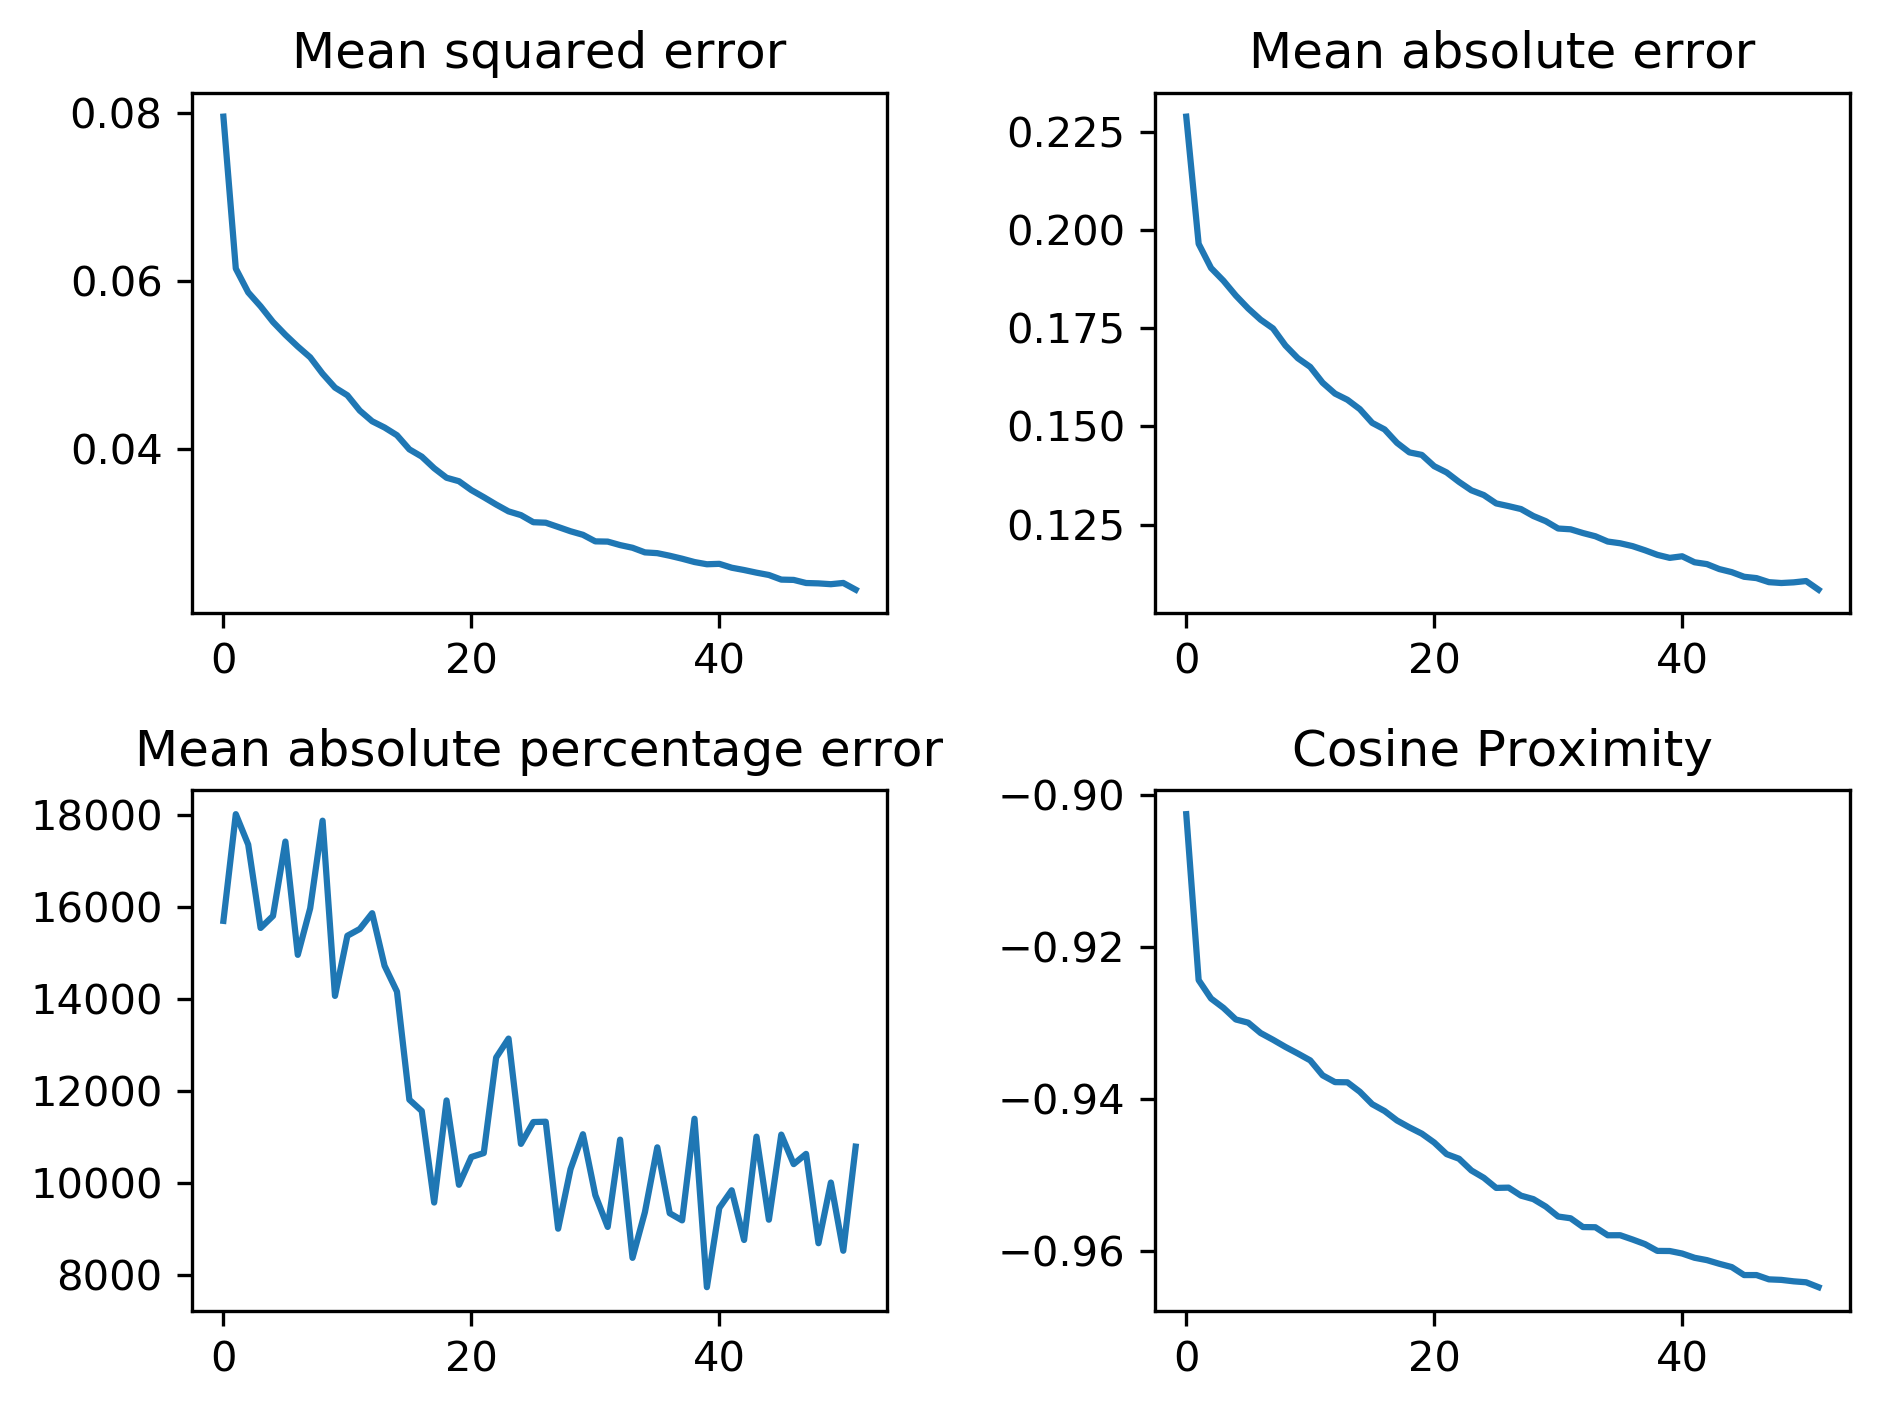 Mean squared error
0.08
0.06
0.04
0 20 40
Mean absolute error
0.225
0.200
0.175
0.150
0.125
0 20 40
Mean absolute percentage error
18000
16000
14000
12000
10000
8000
0 20 40
Cosine Proximity
−0.90
−0.92
−0.94
−0.96
0 20 40